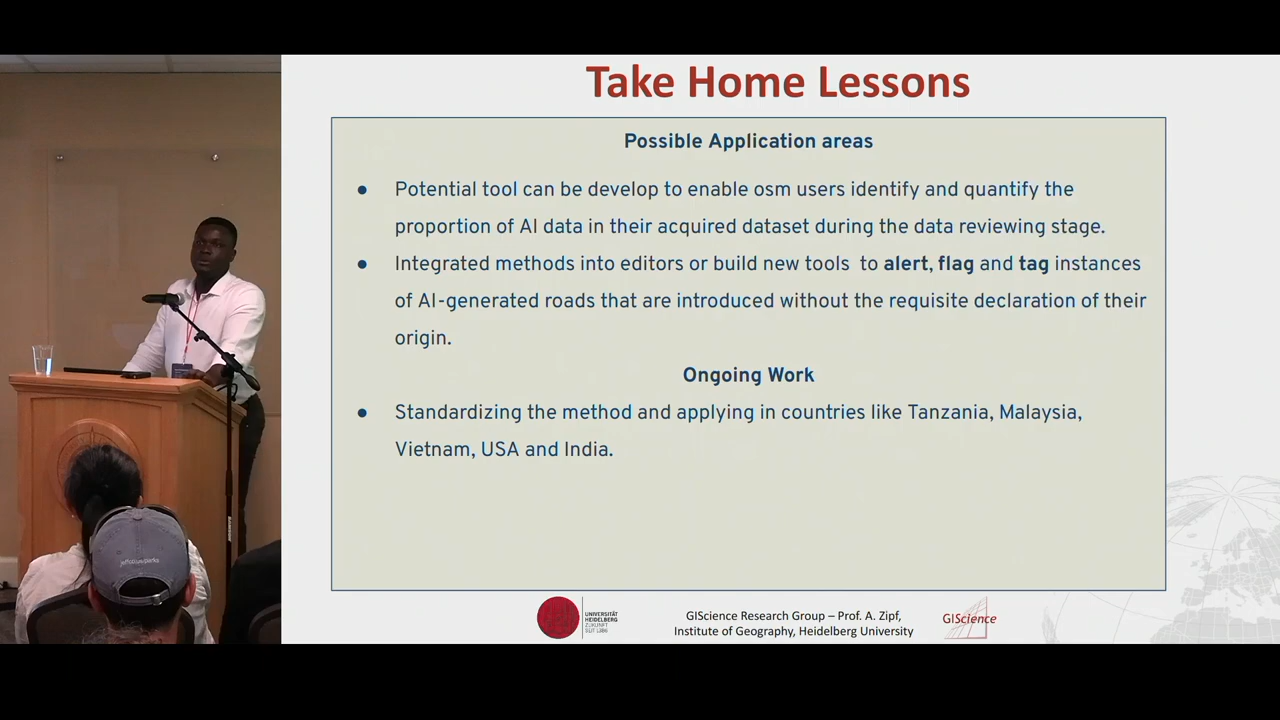 Take Home Lessons
Possible Application areas
● Potential tool can be develop to enable osm users identify and quantify the
proportion of AI data in their acquired dataset during the data reviewing stage.
● Integrated methods into editors or build new tools to alert, flag and tag instances
of AI-generated roads that are introduced without the requisite declaration of their
origin.
Ongoing Work
● Standardizing the method and applying in countries like Tanzania, Malaysia,
Vietnam, USA and India.
UNIVERSITÄT
HEIDELBERG
ZUKUNFT
SEIT 1386
GIScience Research Group – Prof. A. Zipf,
Institute of Geography, Heidelberg University
GIScience